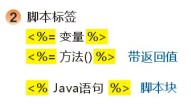 2 脚本标签
<%= 变量 %>
<%= 方法() %> 带返回值
<% Java语句 %> 脚本块